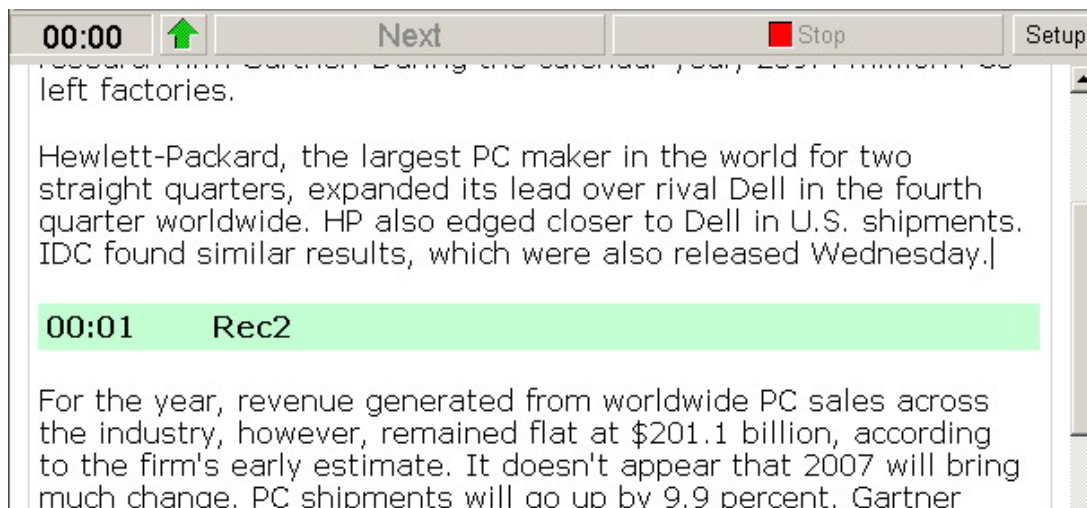 00:00 Next Stop Setup
left factories.
Hewlett-Packard, the largest PC maker in the world for two
straight quarters, expanded its lead over rival Dell in the fourth
quarter worldwide. HP also edged closer to Dell in U.S. shipments.
IDC found similar results, which were also released Wednesday.
00:01 Rec2
For the year, revenue generated from worldwide PC sales across
the industry, however, remained flat at $201.1 billion, according
to the firm's early estimate. It doesn't appear that 2007 will bring
much change. PC shipments will go up by 9.9 percent, Gartner